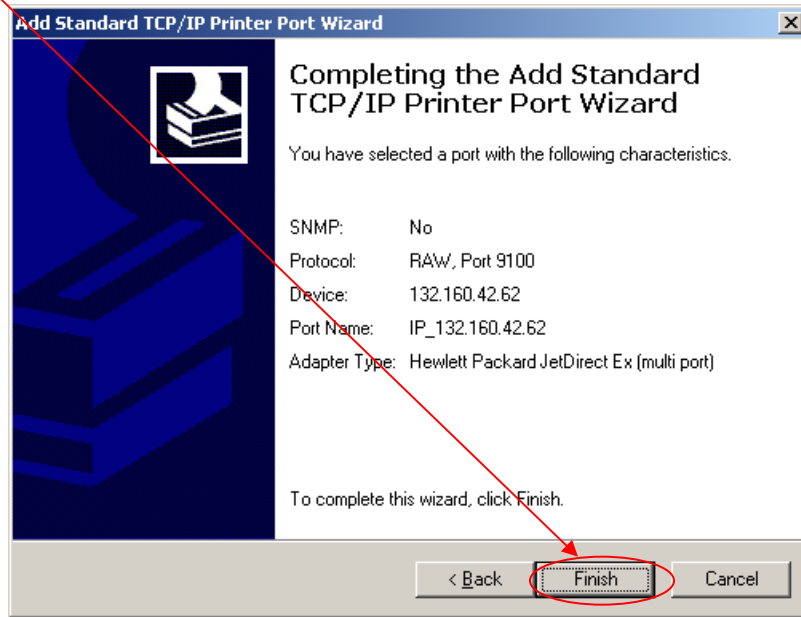 Add Standard TCP/IP Printer Port Wizard
Completing the Add Standard
TCP/IP Printer Port Wizard
You have selected a port with the following characteristics.
SNMP: No
Protocol: RAW, Port 9100
Device: 132.160.42.62
Port Name: IP_132.160.42.62
Adapter Type: Hewlett Packard JetDirect Ex (multi port)
To complete this wizard, click Finish.
< Back Finish Cancel